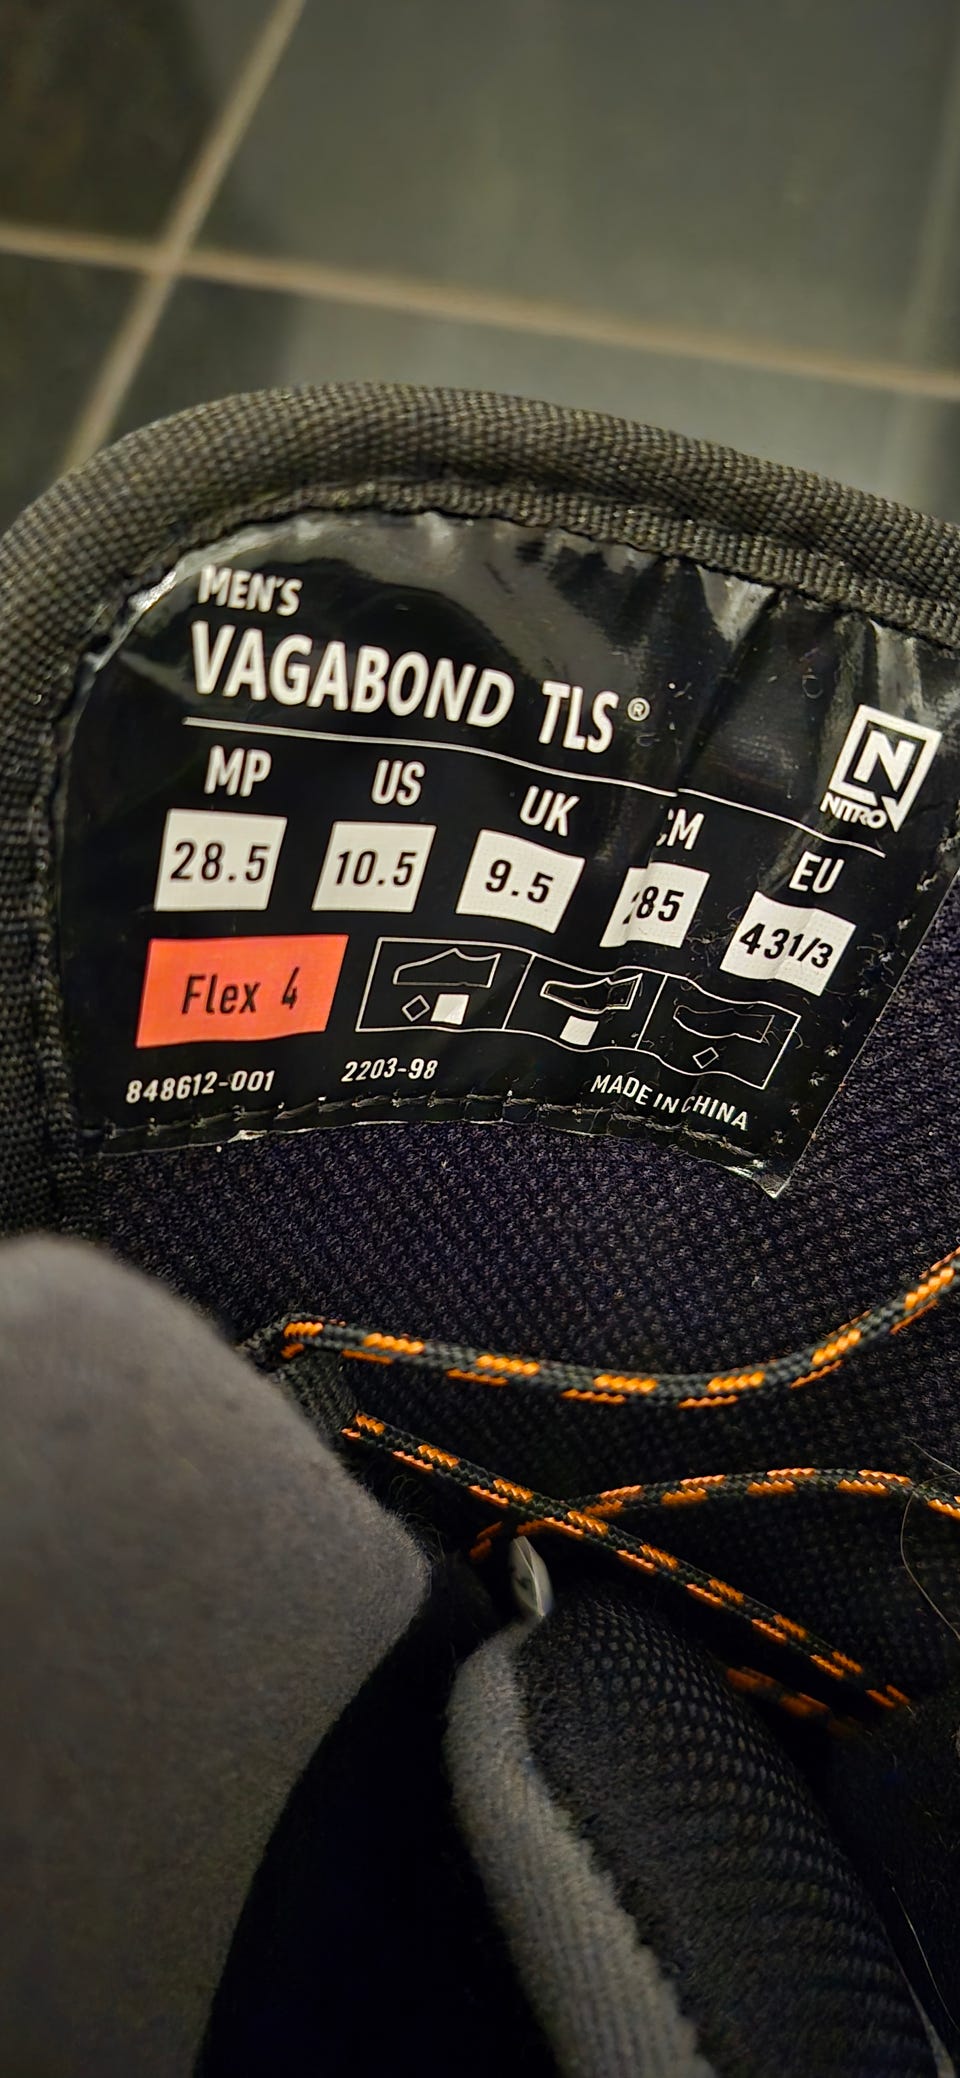 MEN'S
VAGABOND TLS®
N
NITRO
MP US UK CM EU
28.5 10.5 9.5 285 43 1/3
Flex 4
848612-001 2203-98 MADE IN CHINA